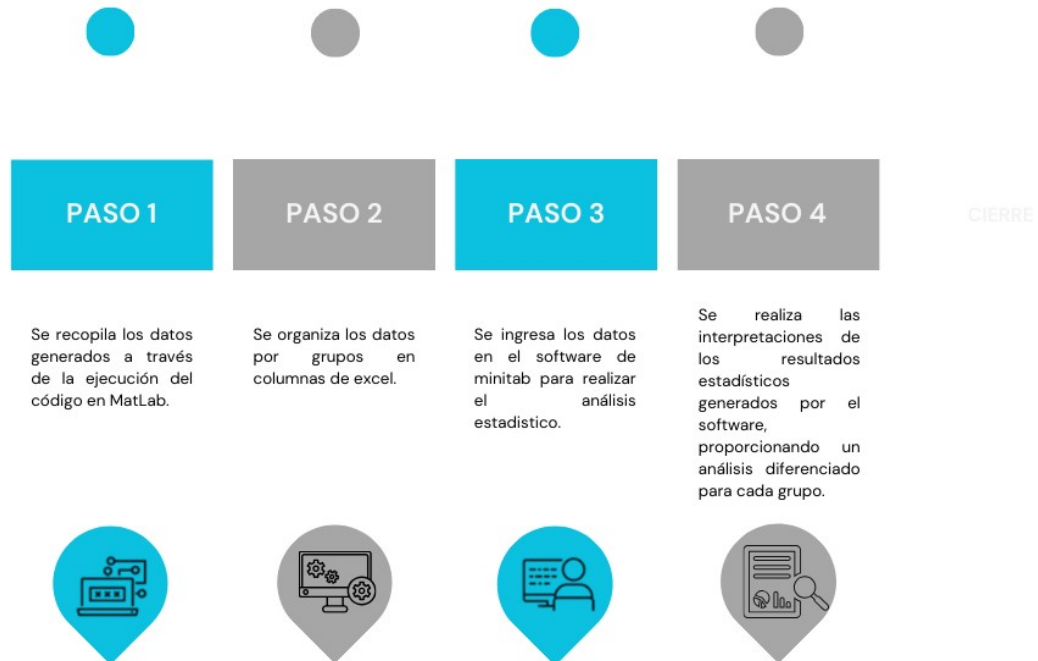 PASO 1
PASO 2
PASO 3
PASO 4
CIERRE
Se recopila los datos
generados a través
de la ejecución del
código en MatLab.
Se organiza los datos
por grupos en
columnas de excel.
Se ingresa los datos
en el software de
minitab para realizar
el análisis
estadistico.
Se realiza las
interpretaciones de
los resultados
estadísticos
generados por el
software,
proporcionando un
análisis diferenciado
para cada grupo.